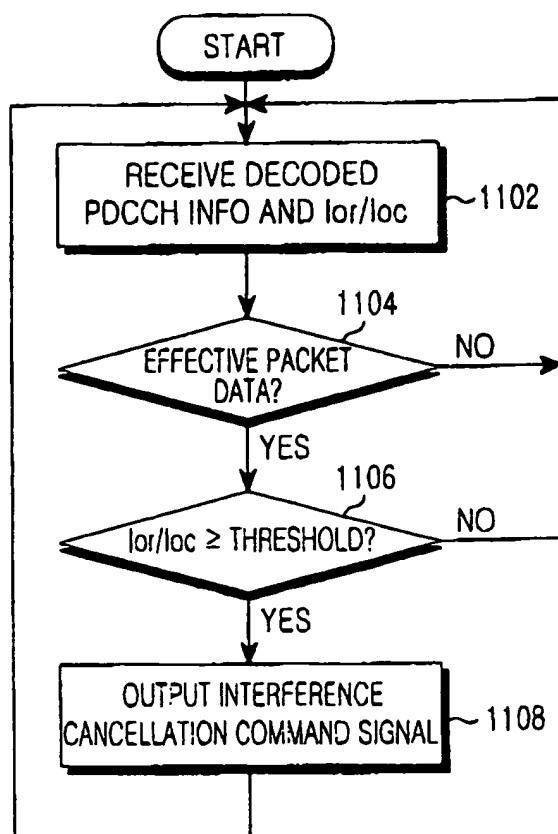 START
RECEIVE DECODED
PDCCH INFO AND Ior/Ioc
1102
1104
EFFECTIVE PACKET
DATA?
NO
YES
1106
Ior/Ioc ≥ THRESHOLD?
NO
YES
OUTPUT INTERFERENCE
CANCELLATION COMMAND SIGNAL
1108